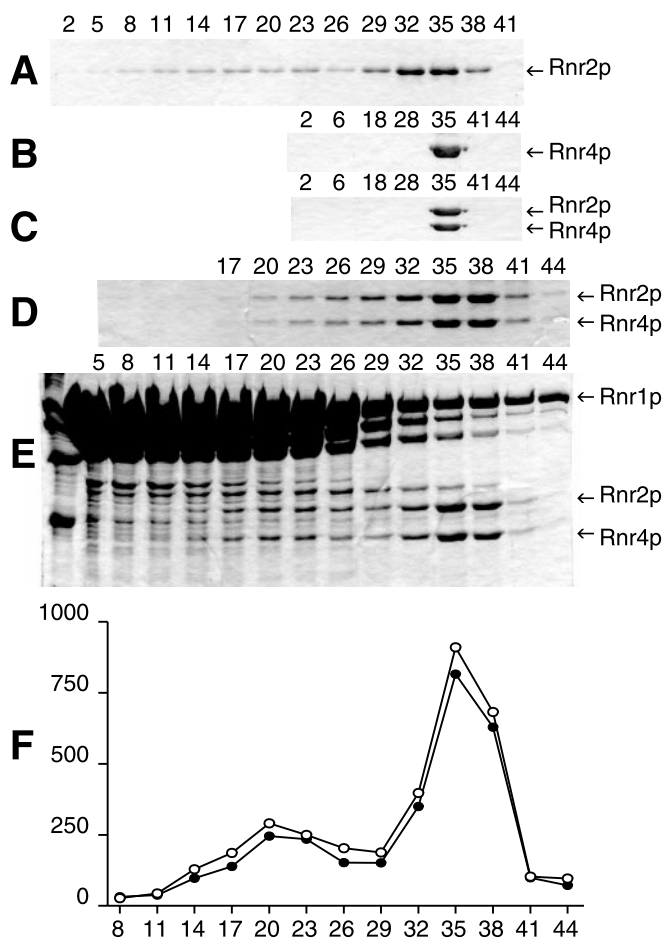 2 5 8 11 14 17 20 23 26 29 32 35 38 41
A ← Rnr2p
2 6 18 28 35 41 44
B ← Rnr4p
2 6 18 28 35 41 44
C ← Rnr2p
← Rnr4p
17 20 23 26 29 32 35 38 41 44
D ← Rnr2p
← Rnr4p
5 8 11 14 17 20 23 26 29 32 35 38 41 44
← Rnr1p
E ← Rnr2p
← Rnr4p
1000
750
F 500
250
0
8 11 14 17 20 23 26 29 32 35 38 41 44